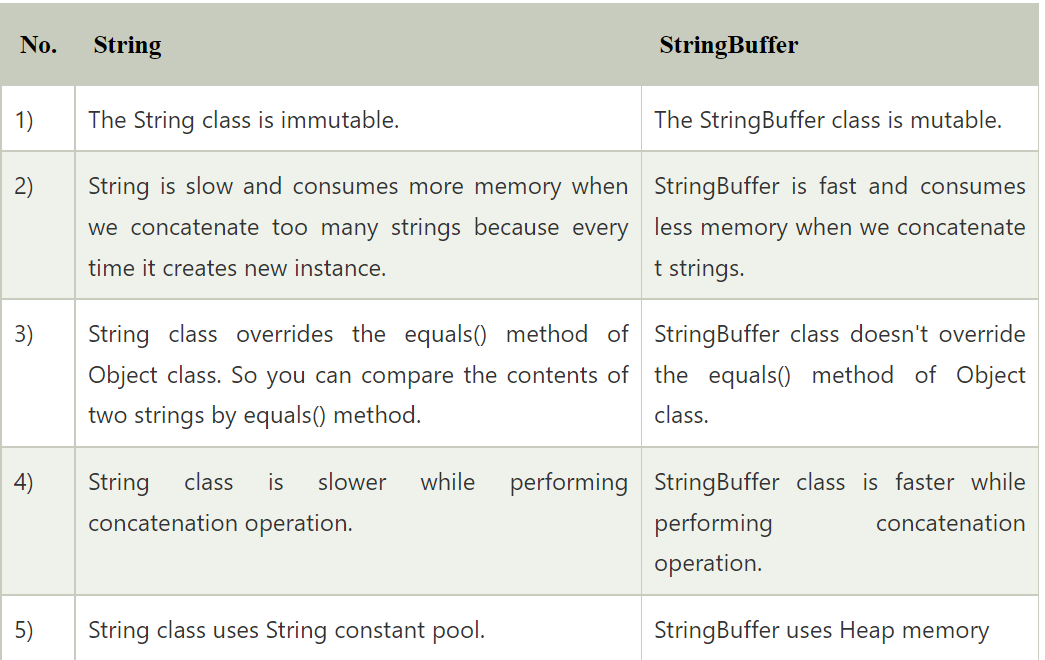 No. String StringBuffer
1) The String class is immutable. The StringBuffer class is mutable.
2) String is slow and consumes more memory when StringBuffer is fast and consumes
we concatenate too many strings because every less memory when we concatenate
time it creates new instance. t strings.
3) String class overrides the equals() method of StringBuffer class doesn't override
Object class. So you can compare the contents of the equals() method of Object
two strings by equals() method. class.
4) String class is slower while performing StringBuffer class is faster while
concatenation operation. performing concatenation
operation.
5) String class uses String constant pool. StringBuffer uses Heap memory